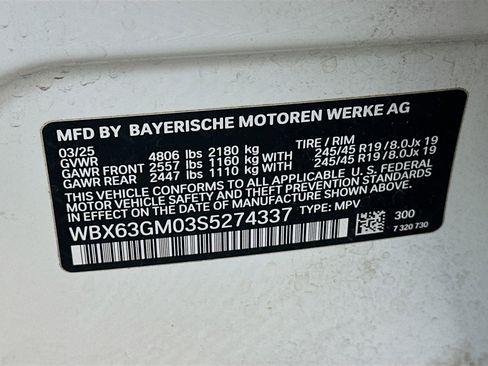 MFD BY BAYERISCHE MOTOREN WERKE AG
03/25 TIRE / RIM
GVWR 4806 lbs 2180 kg
GAWR FRONT 2557 lbs 1160 kg WITH 245/45 R19/8.0Jx 19
GAWR REAR 2447 lbs 1110 kg WITH 245/45 R19/8.0Jx 19
THIS VEHICLE CONFORMS TO ALL APPLICABLE U.S. FEDERAL
MOTOR VEHICLE SAFETY AND THEFT PREVENTION STANDARDS
IN EFFECT ON THE DATE OF MANUFACTURE SHOWN ABOVE.
WBX63GM03S5274337 TYPE: MPV
300
7 320 730